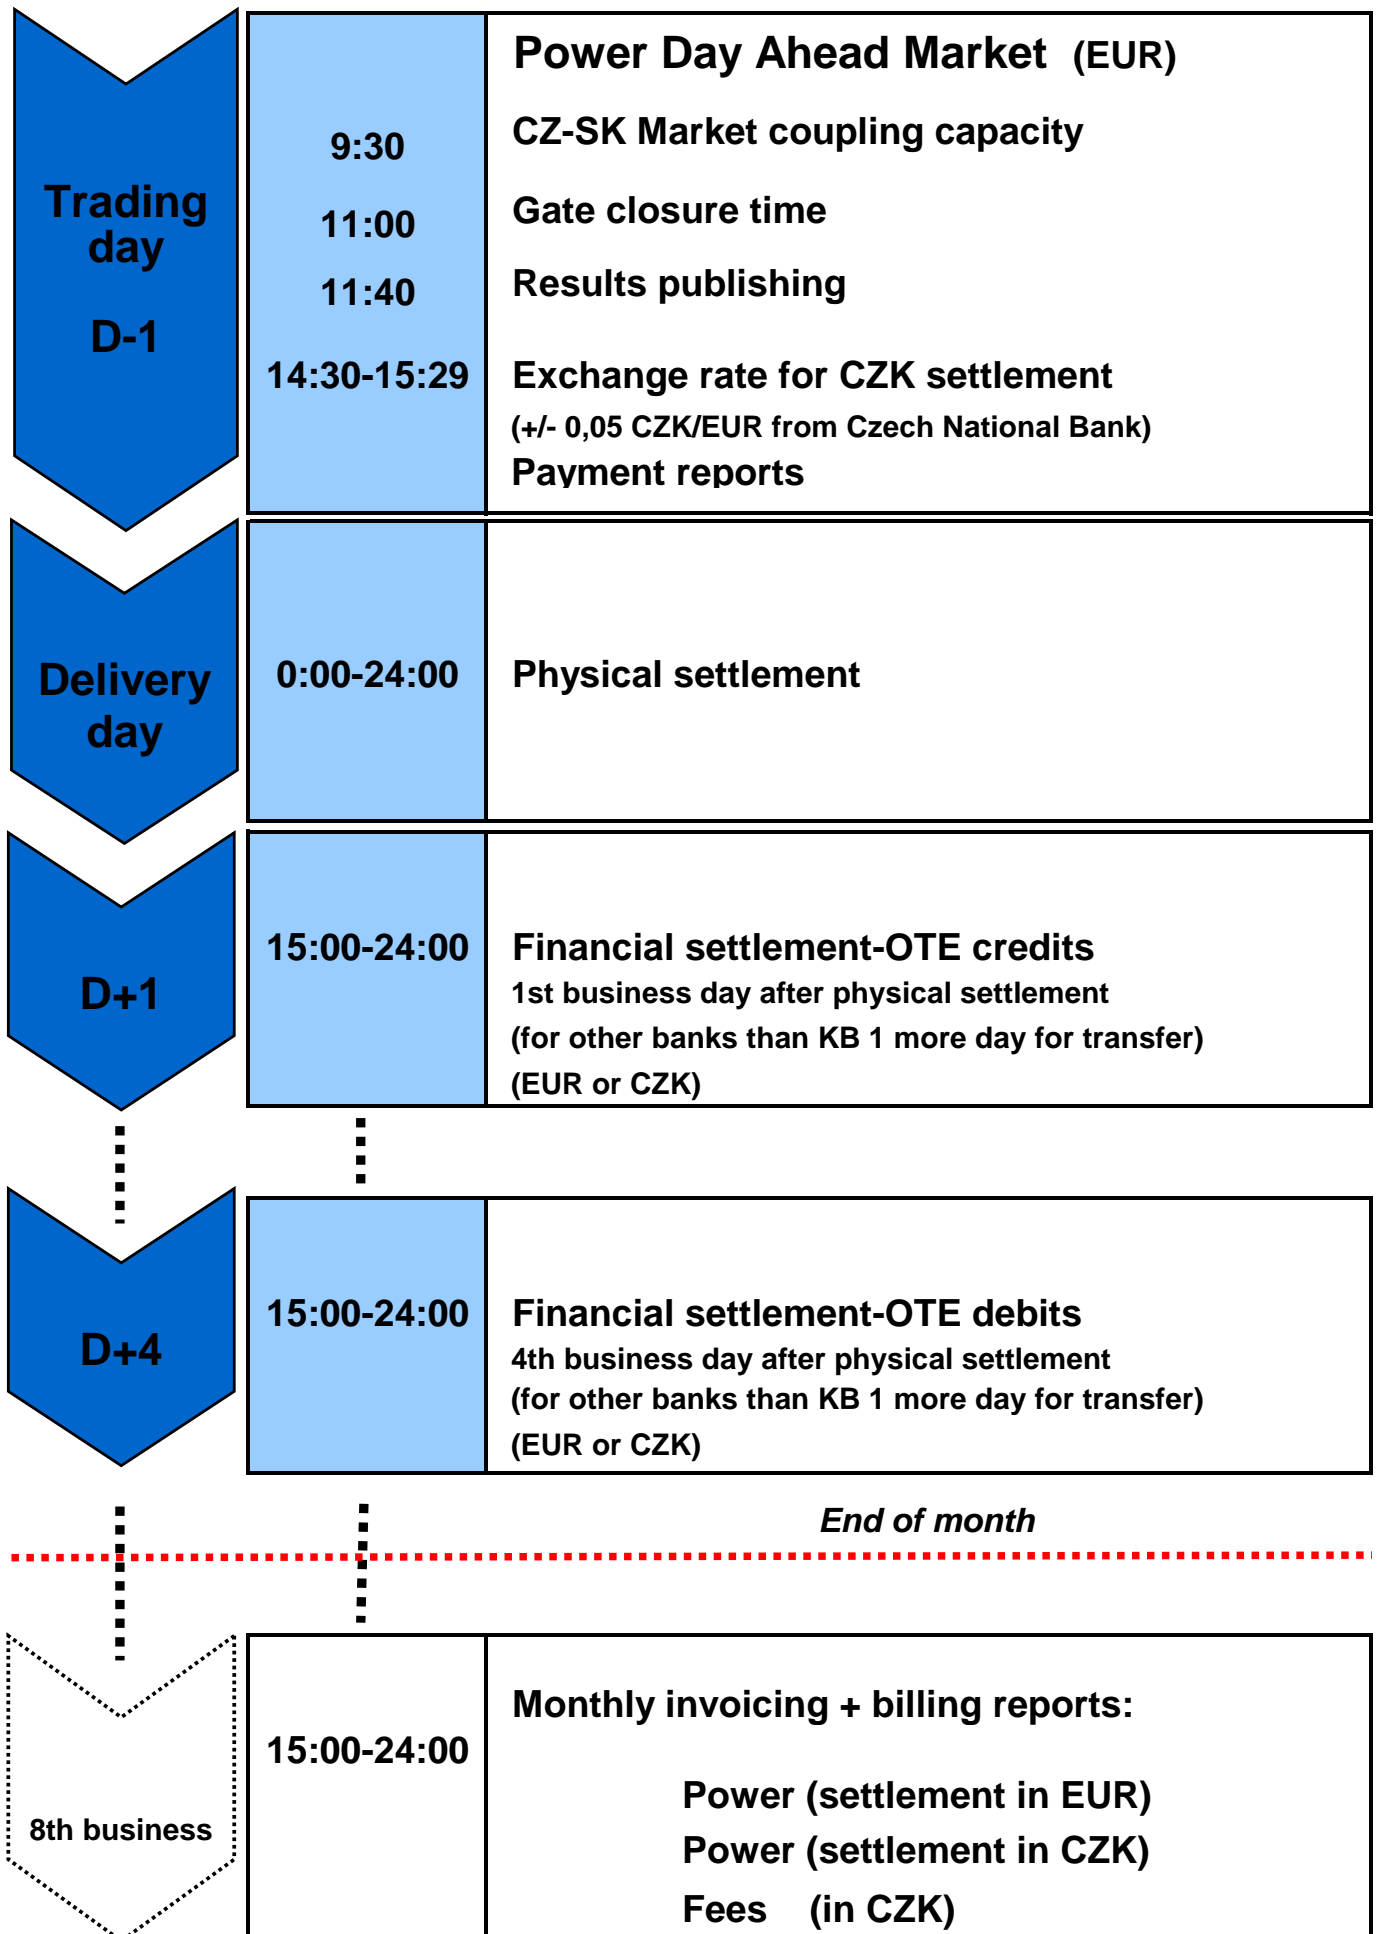 Power Day Ahead Market (EUR)
9:30
CZ-SK Market coupling capacity
Trading
day
D-1
11:00
Gate closure time
11:40
Results publishing
14:30-15:29
Exchange rate for CZK settlement
(+/- 0,05 CZK/EUR from Czech National Bank)
Payment reports
Delivery
day
0:00-24:00
Physical settlement
D+1
15:00-24:00
Financial settlement-OTE credits
1st business day after physical settlement
(for other banks than KB 1 more day for transfer)
(EUR or CZK)
D+4
15:00-24:00
Financial settlement-OTE debits
4th business day after physical settlement
(for other banks than KB 1 more day for transfer)
(EUR or CZK)
End of month
8th business
15:00-24:00
Monthly invoicing + billing reports:
Power (settlement in EUR)
Power (settlement in CZK)
Fees (in CZK)